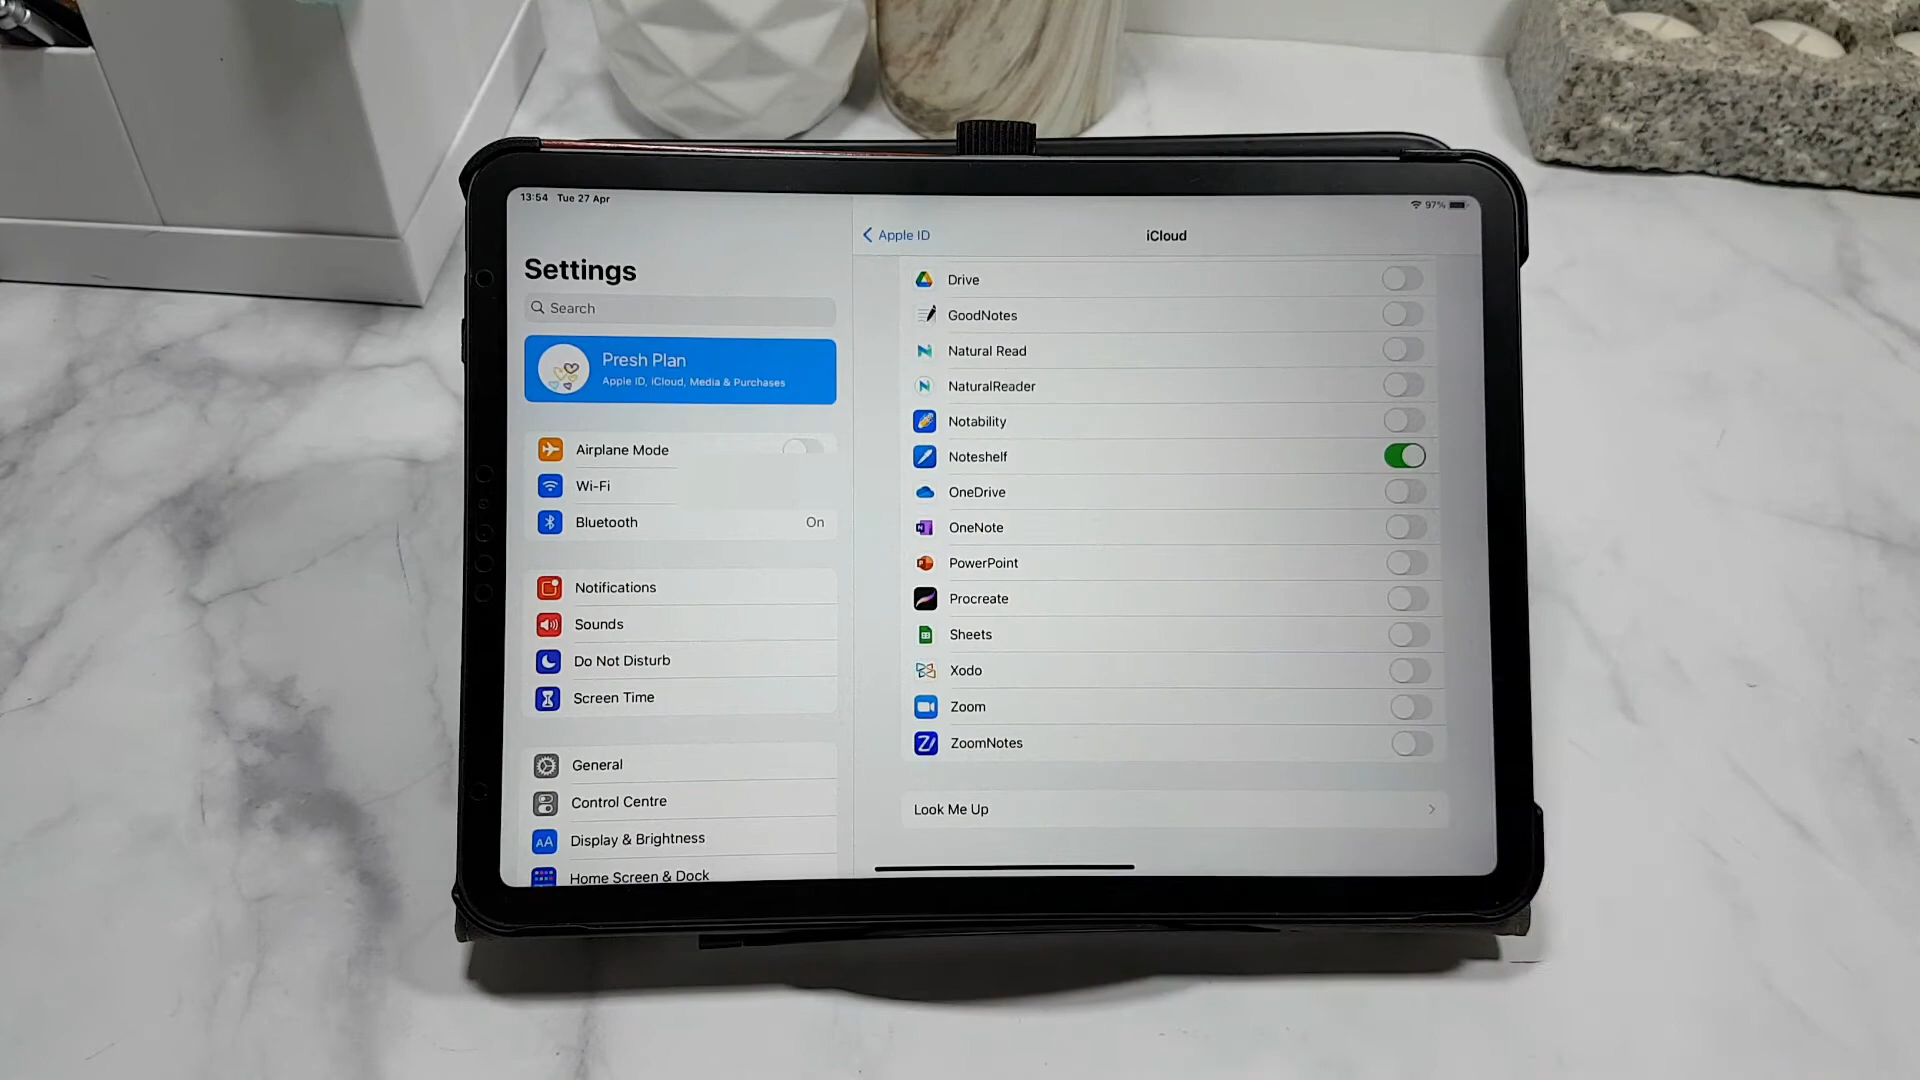 13:54 Tue 27 Apr
97%
Settings
Search
Presh Plan
Apple ID, iCloud, Media & Purchases
Airplane Mode
Wi-Fi
Bluetooth On
Notifications
Sounds
Do Not Disturb
Screen Time
General
Control Centre
AA Display & Brightness
Home Screen & Dock
Apple ID
iCloud
Drive
GoodNotes
Natural Read
NaturalReader
Notability
Noteshelf
OneDrive
OneNote
PowerPoint
Procreate
Sheets
Xodo
Zoom
ZoomNotes
Look Me Up